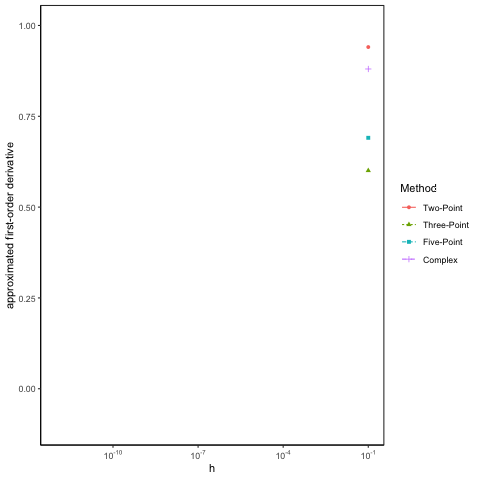 1.00
0.75
0.50
0.25
0.00
approximated first-order derivative
10^-10
10^-7
10^-4
10^-1
h
Method
Two-Point
Three-Point
Five-Point
Complex